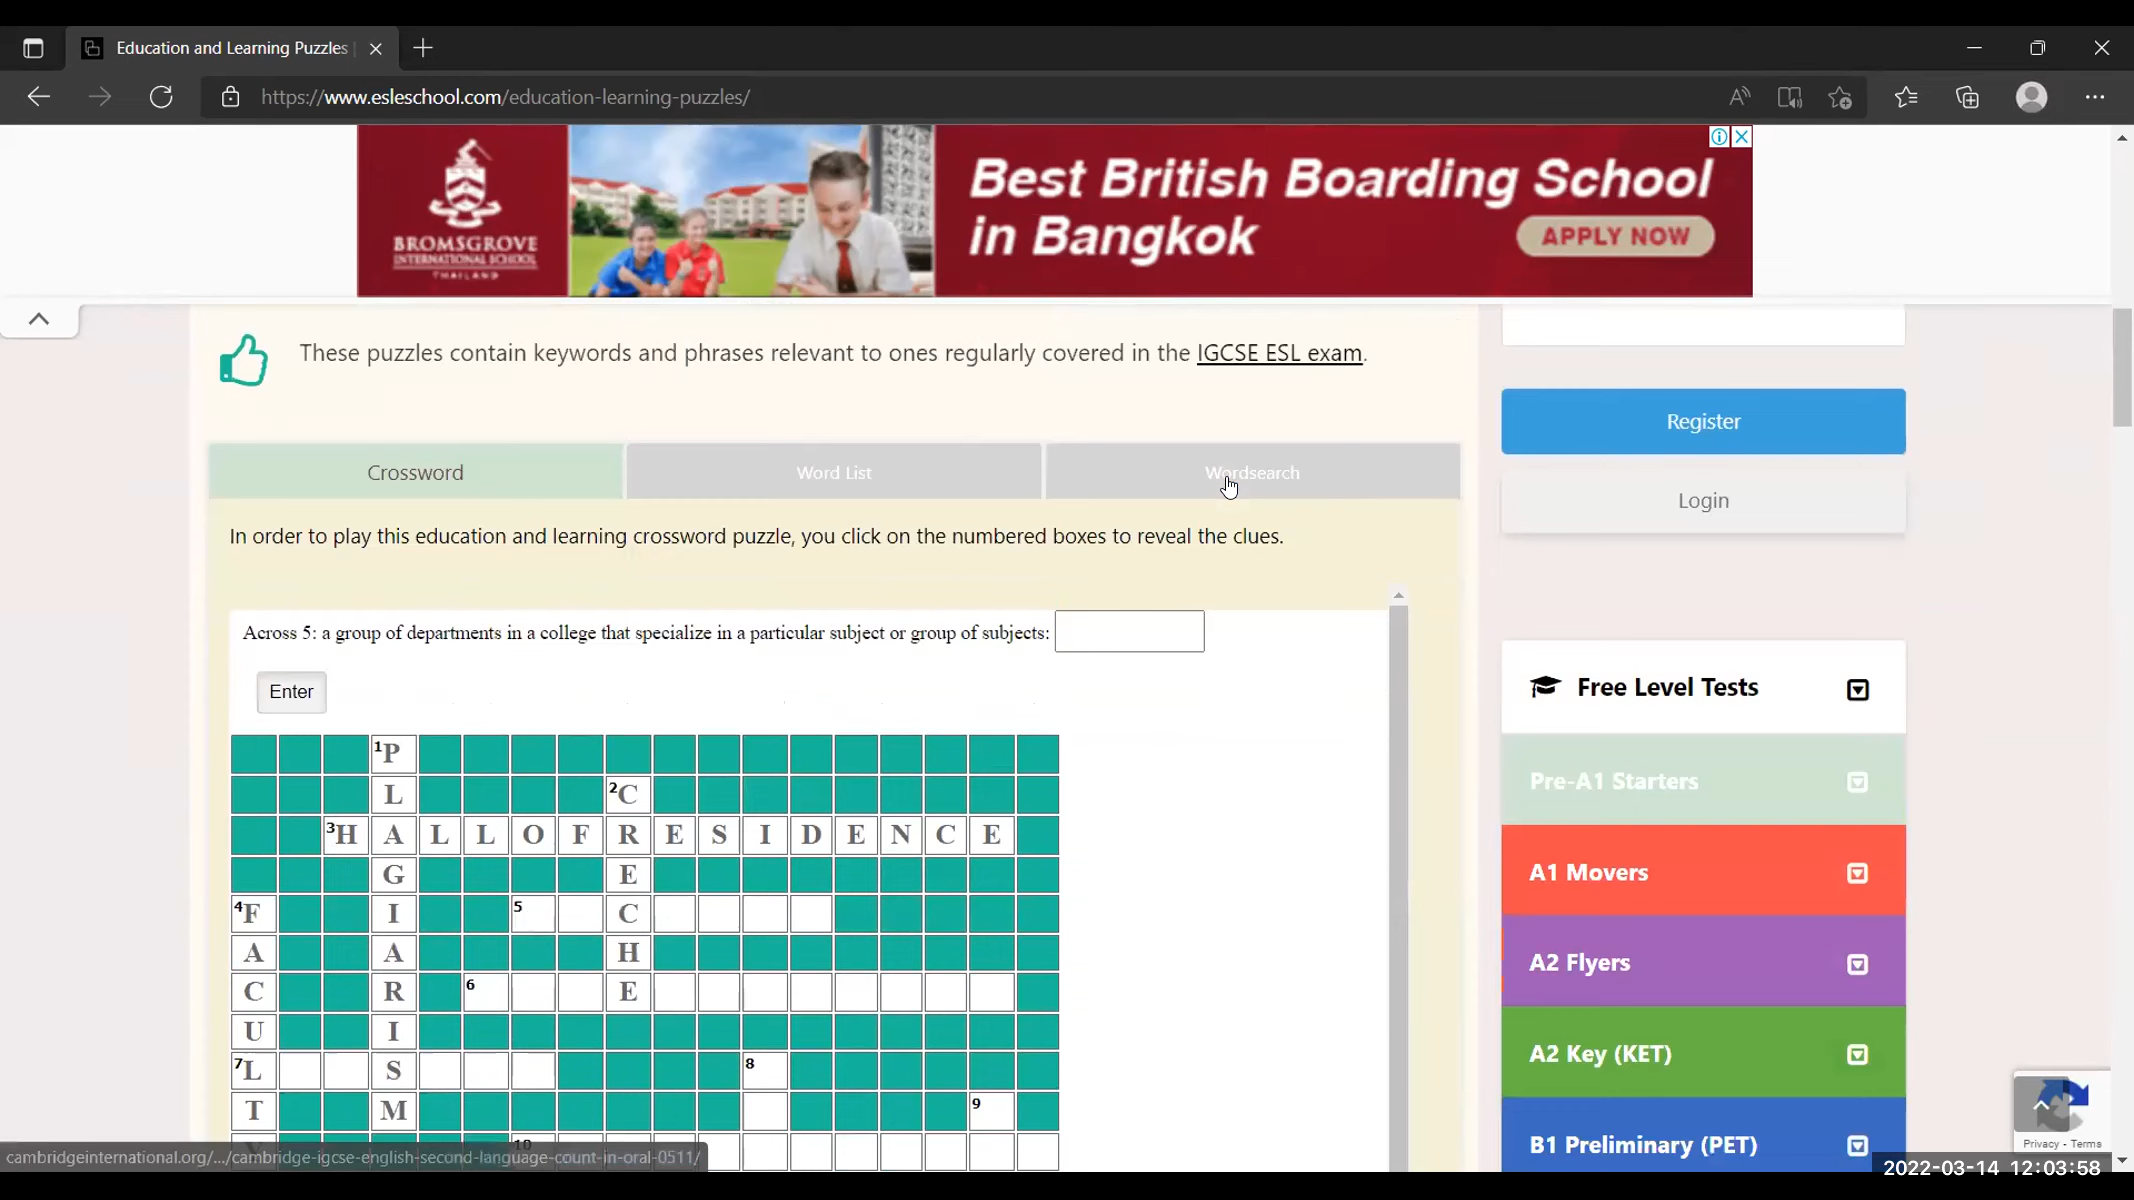 Education and Learning Puzzles |
https://www.esleschool.com/education-learning-puzzles/
BROMSGROVE
INTERNATIONAL SCHOOL
THAILAND
Best British Boarding School
in Bangkok
APPLY NOW
These puzzles contain keywords and phrases relevant to ones regularly covered in the IGCSE ESL exam.
Register
Crossword
Word List
Wordsearch
Login
In order to play this education and learning crossword puzzle, you click on the numbered boxes to reveal the clues.
Across 5: a group of departments in a college that specialize in a particular subject or group of subjects:
Enter
Free Level Tests
Pre-A1 Starters
A1 Movers
A2 Flyers
A2 Key (KET)
B1 Preliminary (PET)
1 P
L 2 C
3 H A L L O F R E S I D E N C E
G E
4 F I 5 C
A A H
C R 6 E
U I
7 L S 8
T M 9
10
Privacy - Terms
cambridgeinternational.org/.../cambridge-igcse-english-second-language-count-in-oral-0511/
2022-03-14 12:03:58